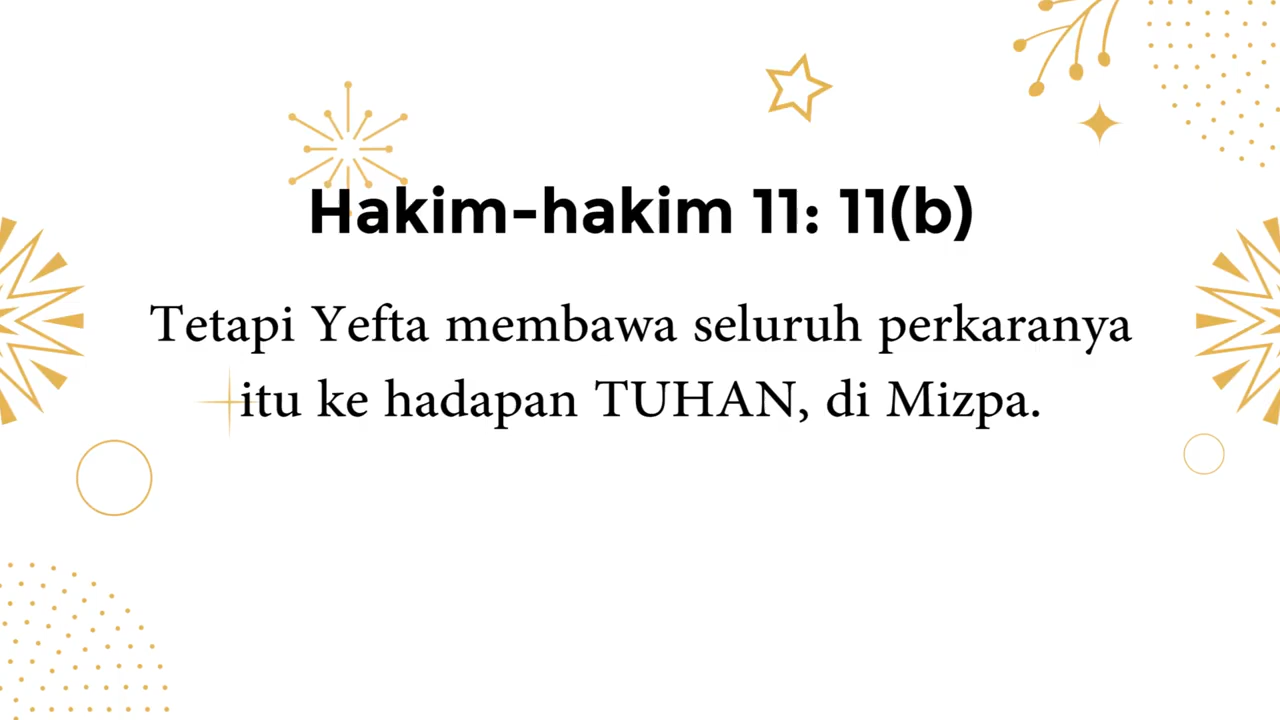 Hakim-hakim 11: 11(b)
Tetapi Yefta membawa seluruh perkaranya
itu ke hadapan TUHAN, di Mizpa.